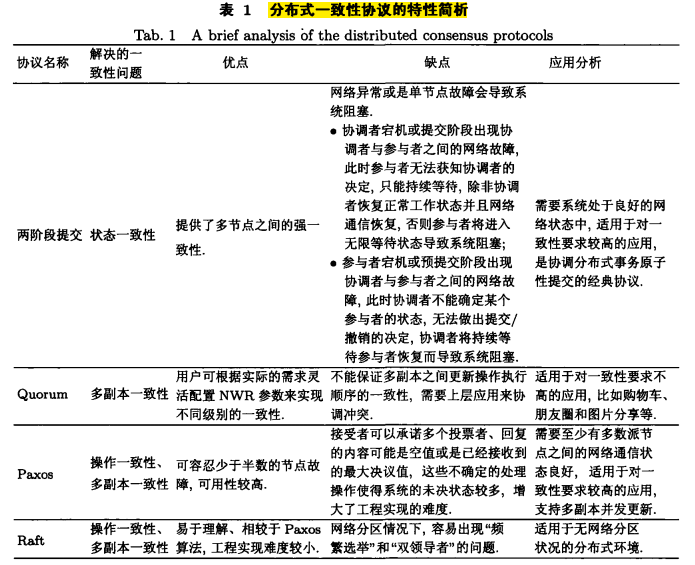 表 1 分布式一致性协议的特性简析
Tab. 1 A brief analysis of the distributed consensus protocols
协议名称
解决的一
致性问题
优点
缺点
应用分析
两阶段提交
状态一致性
提供了多节点之间的强一
致性.
网络异常或是单节点故障会导致系
统阻塞.
● 协调者宕机或提交阶段出现协
调者与参与者之间的网络故障,
此时参与者无法获知协调者的
决定, 只能持续等待, 除非协调
者恢复正常工作状态并且网络
通信恢复, 否则参与者将进入
无限等待状态导致系统阻塞;
● 参与者宕机或预提交阶段出现
协调者与参与者之间的网络故
障, 此时协调者不能确定某个
参与者的状态, 无法做出提交/
撤销的决定, 协调者将持续等
待参与者恢复而导致系统阻塞.
需要系统处于良好的网
络状态中, 适用于对一
致性要求较高的应用,
是协调分布式事务原子
性提交的经典协议.
Quorum
多副本一致性
用户可根据实际的需求灵
活配置 NWR 参数来实现
不同级别的一致性.
不能保证多副本之间更新操作执行
顺序的一致性, 需要上层应用来协
调冲突.
适用于对一致性要求不
高的应用, 比如购物车、
朋友圈和图片分享等.
Paxos
操作一致性、
多副本一致性
可容忍少于半数的节点故
障, 可用性较高.
接受者可以承诺多个投票者、回复
的内容可能是空值或是已经接收到
的最大决议值, 这些不确定的处理
操作使得系统的未决状态较多, 增
大了工程实现的难度.
需要至少有多数派节
点之间的网络通信状
态良好, 适用于对一
致性要求较高的应用,
支持多副本并发更新.
Raft
操作一致性、
多副本一致性
易于理解、相较于 Paxos
算法, 工程实现难度较小.
网络分区情况下, 容易出现“频
繁选举”和“双领导者”的问题.
适用于无网络分区
状况的分布式环境.